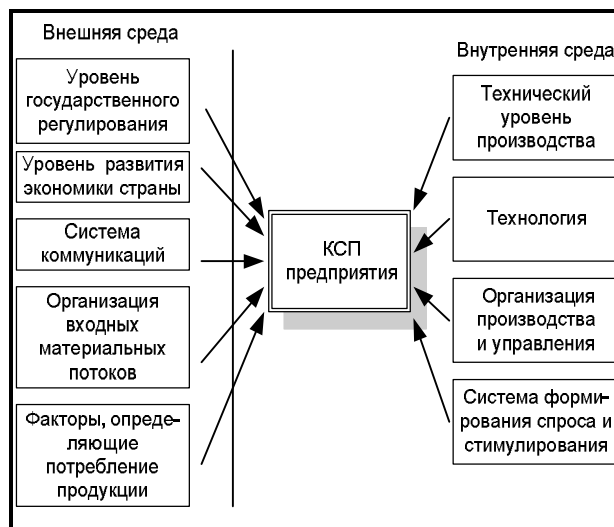 Внешняя среда
Уровень
государственного
регулирования
Уровень развития
экономики страны
Система
коммуникаций
Организация
входных
материальных
потоков
Факторы, опреде-
ляющие
потребление
продукции
КСП
предприятия
Внутренняя среда
Технический
уровень
производства
Технология
Организация
производства
и управления
Система форми-
рования спроса и
стимулирования